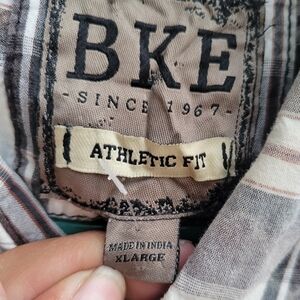 BKE
- SINCE 1967 -
ATHLETIC FIT
MADE IN INDIA
XLARGE